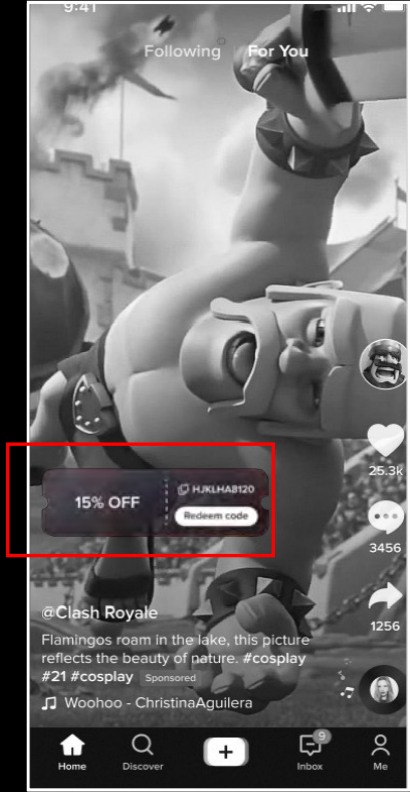 9:41
Following For You
25.3k
15% OFF
HJKLHA8120
Redeem code
3456
@Clash Royale
1256
Flamingos roam in the lake, this picture
reflects the beauty of nature. #cosplay
#21 #cosplay Sponsored
Woohoo - ChristinaAguilera
9
Home Discover Inbox Me